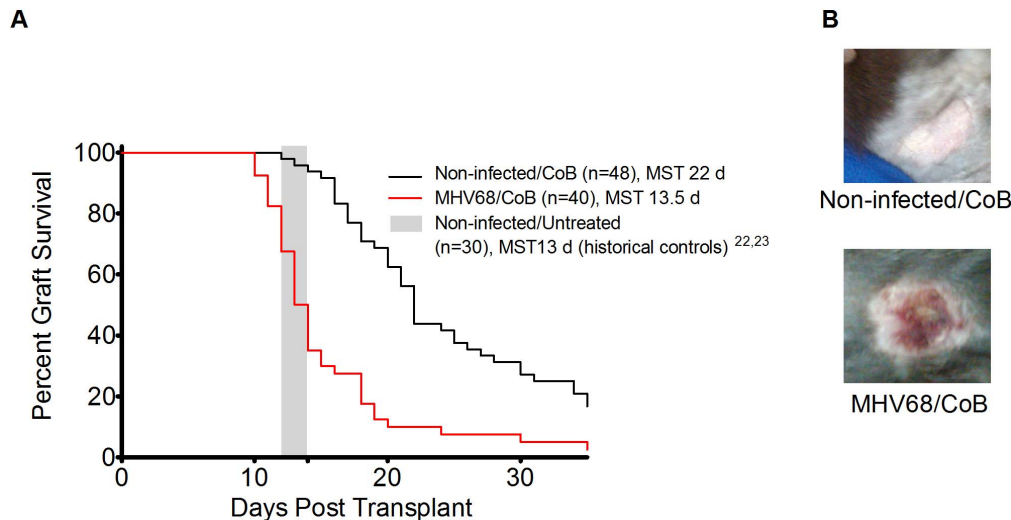 A
B
100
80
60
40
20
0
Percent Graft Survival
0
10
20
30
Days Post Transplant
Non-infected/CoB (n=48), MST 22 d
MHV68/CoB (n=40), MST 13.5 d
Non-infected/Untreated
(n=30), MST13 d (historical controls) 22,23
Non-infected/CoB
MHV68/CoB